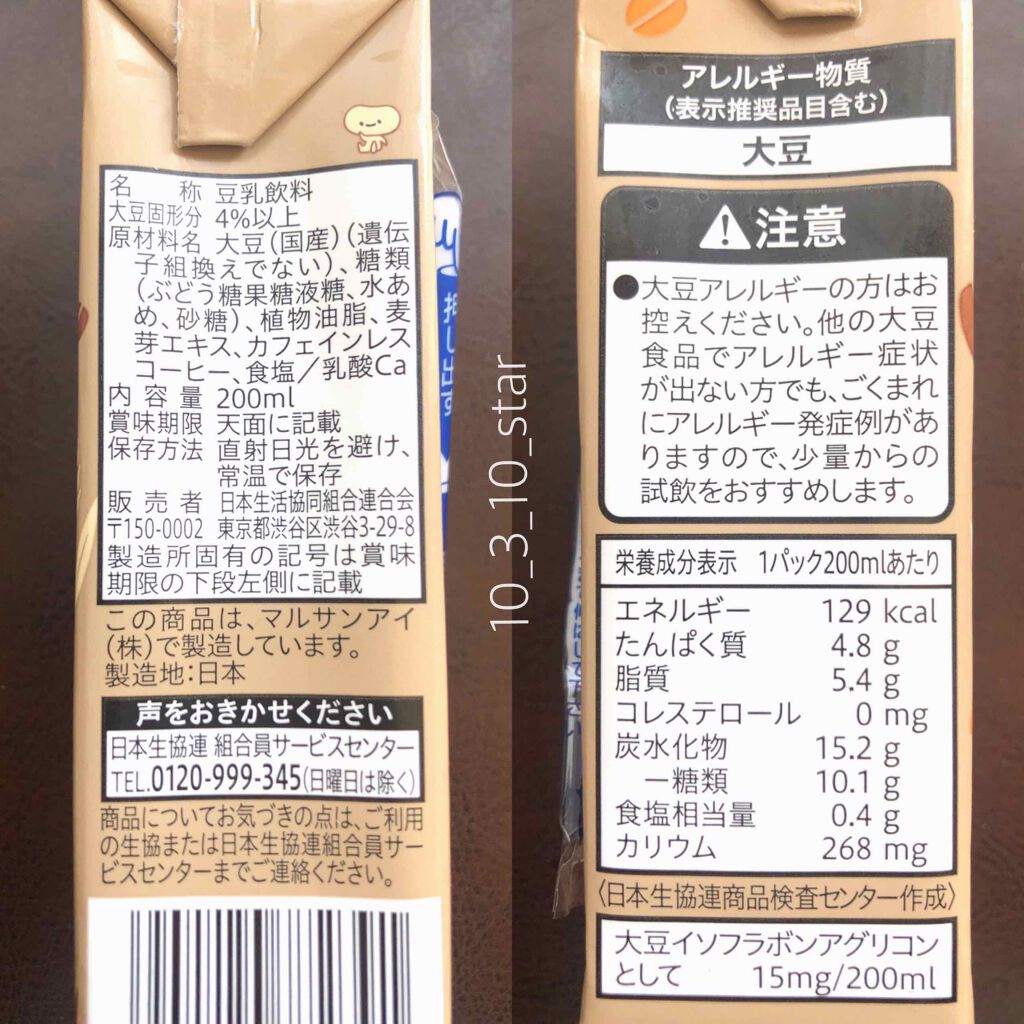 名称 豆乳飲料
大豆固形分 4%以上
原材料名 大豆(国産)(遺伝
子組換えでない)、糖類
(ぶどう糖果糖液糖、水あ
め、砂糖)、植物油脂、麦
芽エキス、カフェインレス
コーヒー、食塩/乳酸Ca
内容量 200ml
賞味期限 天面に記載
保存方法 直射日光を避け、
常温で保存
販売者 日本生活協同組合連合会
〒150-0002 東京都渋谷区渋谷3-29-8
製造所固有の記号は賞味
期限の下段左側に記載
この商品は、マルサンアイ
(株)で製造しています。
製造地:日本
声をおきかせください
日本生協連 組合員サービスセンター
TEL.0120-999-345(日曜日は除く)
商品についてお気づきの点は、ご利用
の生協または日本生協連組合員サー
ビスセンターまでご連絡ください。
押し出す
10_3_10_star
アレルギー物質
(表示推奨品目含む)
大豆
注意
●大豆アレルギーの方はお
控えください。他の大豆
食品でアレルギー症状
が出ない方でも、ごくまれ
にアレルギー発症例があ
りますので、少量からの
試飲をおすすめします。
栄養成分表示 1パック200mlあたり
エネルギー 129 kcal
たんぱく質 4.8 g
脂質 5.4 g
コレステロール 0 mg
炭水化物 15.2 g
ー糖類 10.1 g
食塩相当量 0.4 g
カリウム 268 mg
〈日本生協連商品検査センター作成〉
大豆イソフラボンアグリコン
として 15mg/200ml